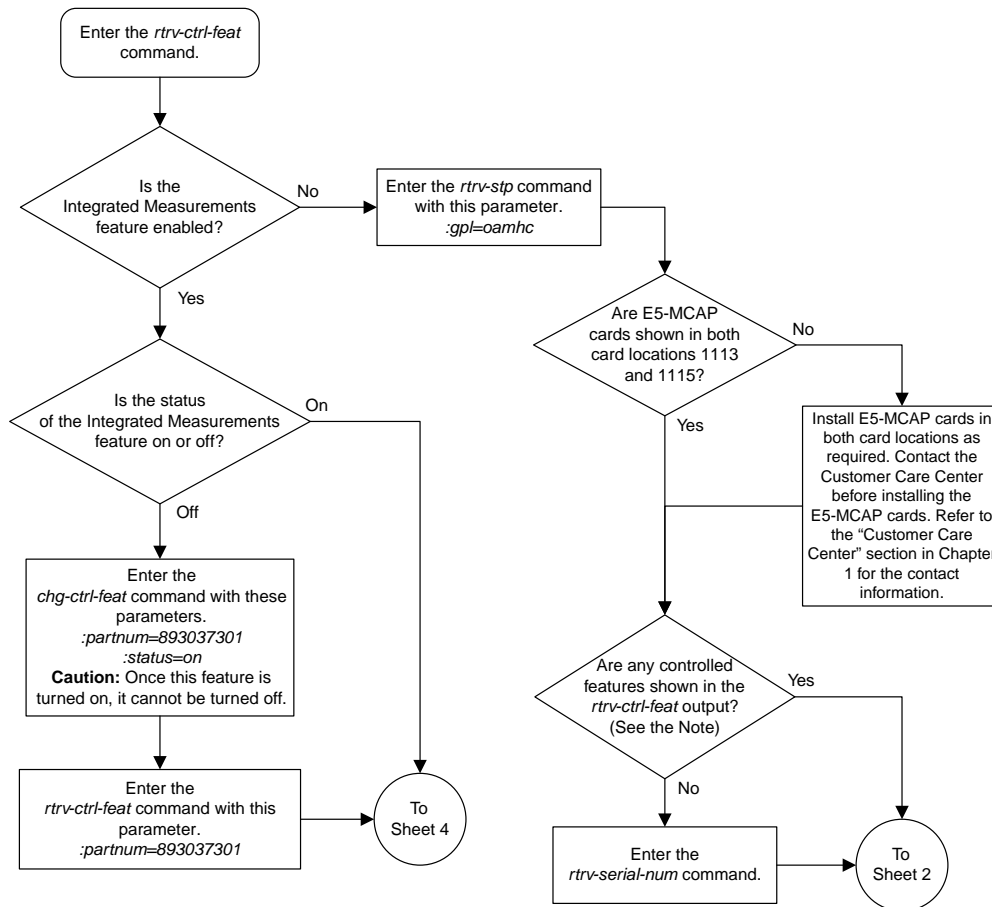 Enter the rtrv-ctrl-feat
command.
Is the
Integrated Measurements
feature enabled?
No
Yes
Enter the rtrv-stp command
with this parameter.
:gpl=oamhc
Are E5-MCAP
cards shown in both
card locations 1113
and 1115?
No
Yes
Install E5-MCAP cards in
both card locations as
required. Contact the
Customer Care Center
before installing the
E5-MCAP cards. Refer to
the “Customer Care
Center” section in Chapter
1 for the contact
information.
Is the status
of the Integrated Measurements
feature on or off?
On
Off
Enter the
chg-ctrl-feat command with these
parameters.
:partnum=893037301
:status=on
Caution: Once this feature is
turned on, it cannot be turned off.
Enter the
rtrv-ctrl-feat command with this
parameter.
:partnum=893037301
To
Sheet 4
Are any controlled
features shown in the
rtrv-ctrl-feat output?
(See the Note)
Yes
No
Enter the
rtrv-serial-num command.
To
Sheet 2